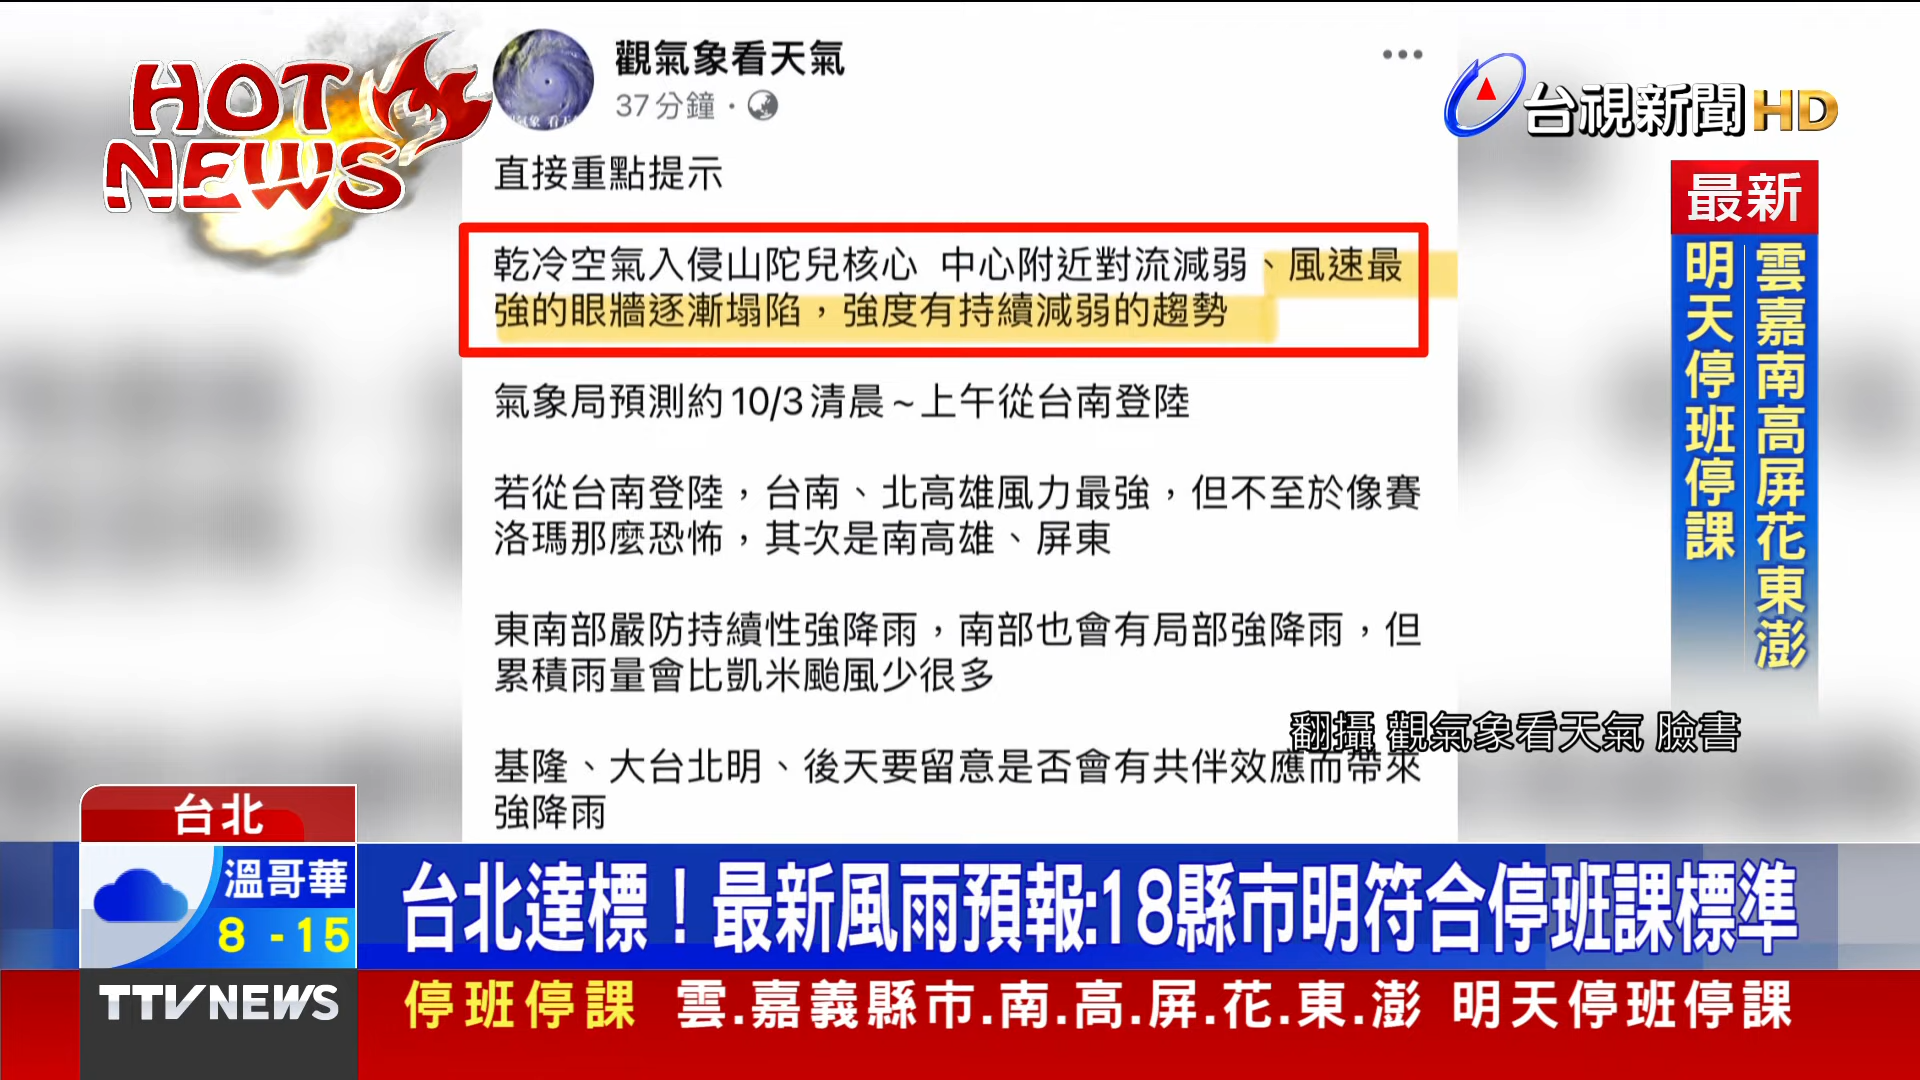 HOT
NEWS
觀氣象看天氣
37分鐘
直接重點提示
乾冷空氣入侵山陀兒核心 中心附近對流減弱、風速最
強的眼牆逐漸塌陷，強度有持續減弱的趨勢
氣象局預測約10/3清晨~上午從台南登陸
若從台南登陸，台南、北高雄風力最強，但不至於像賽
洛瑪那麼恐怖，其次是南高雄、屏東
東南部嚴防持續性強降雨，南部也會有局部強降雨，但
累積雨量會比凱米颱風少很多
基隆、大台北明、後天要留意是否會有共伴效應而帶來
強降雨
台視新聞HD
最新
雲嘉南高屏花東澎
明天停班停課
翻攝 觀氣象看天氣 臉書
台北
溫哥華
8 - 15
台北達標！最新風雨預報:18縣市明符合停班課標準
TTV NEWS
停班停課 雲.嘉義縣市.南.高.屏.花.東.澎 明天停班停課